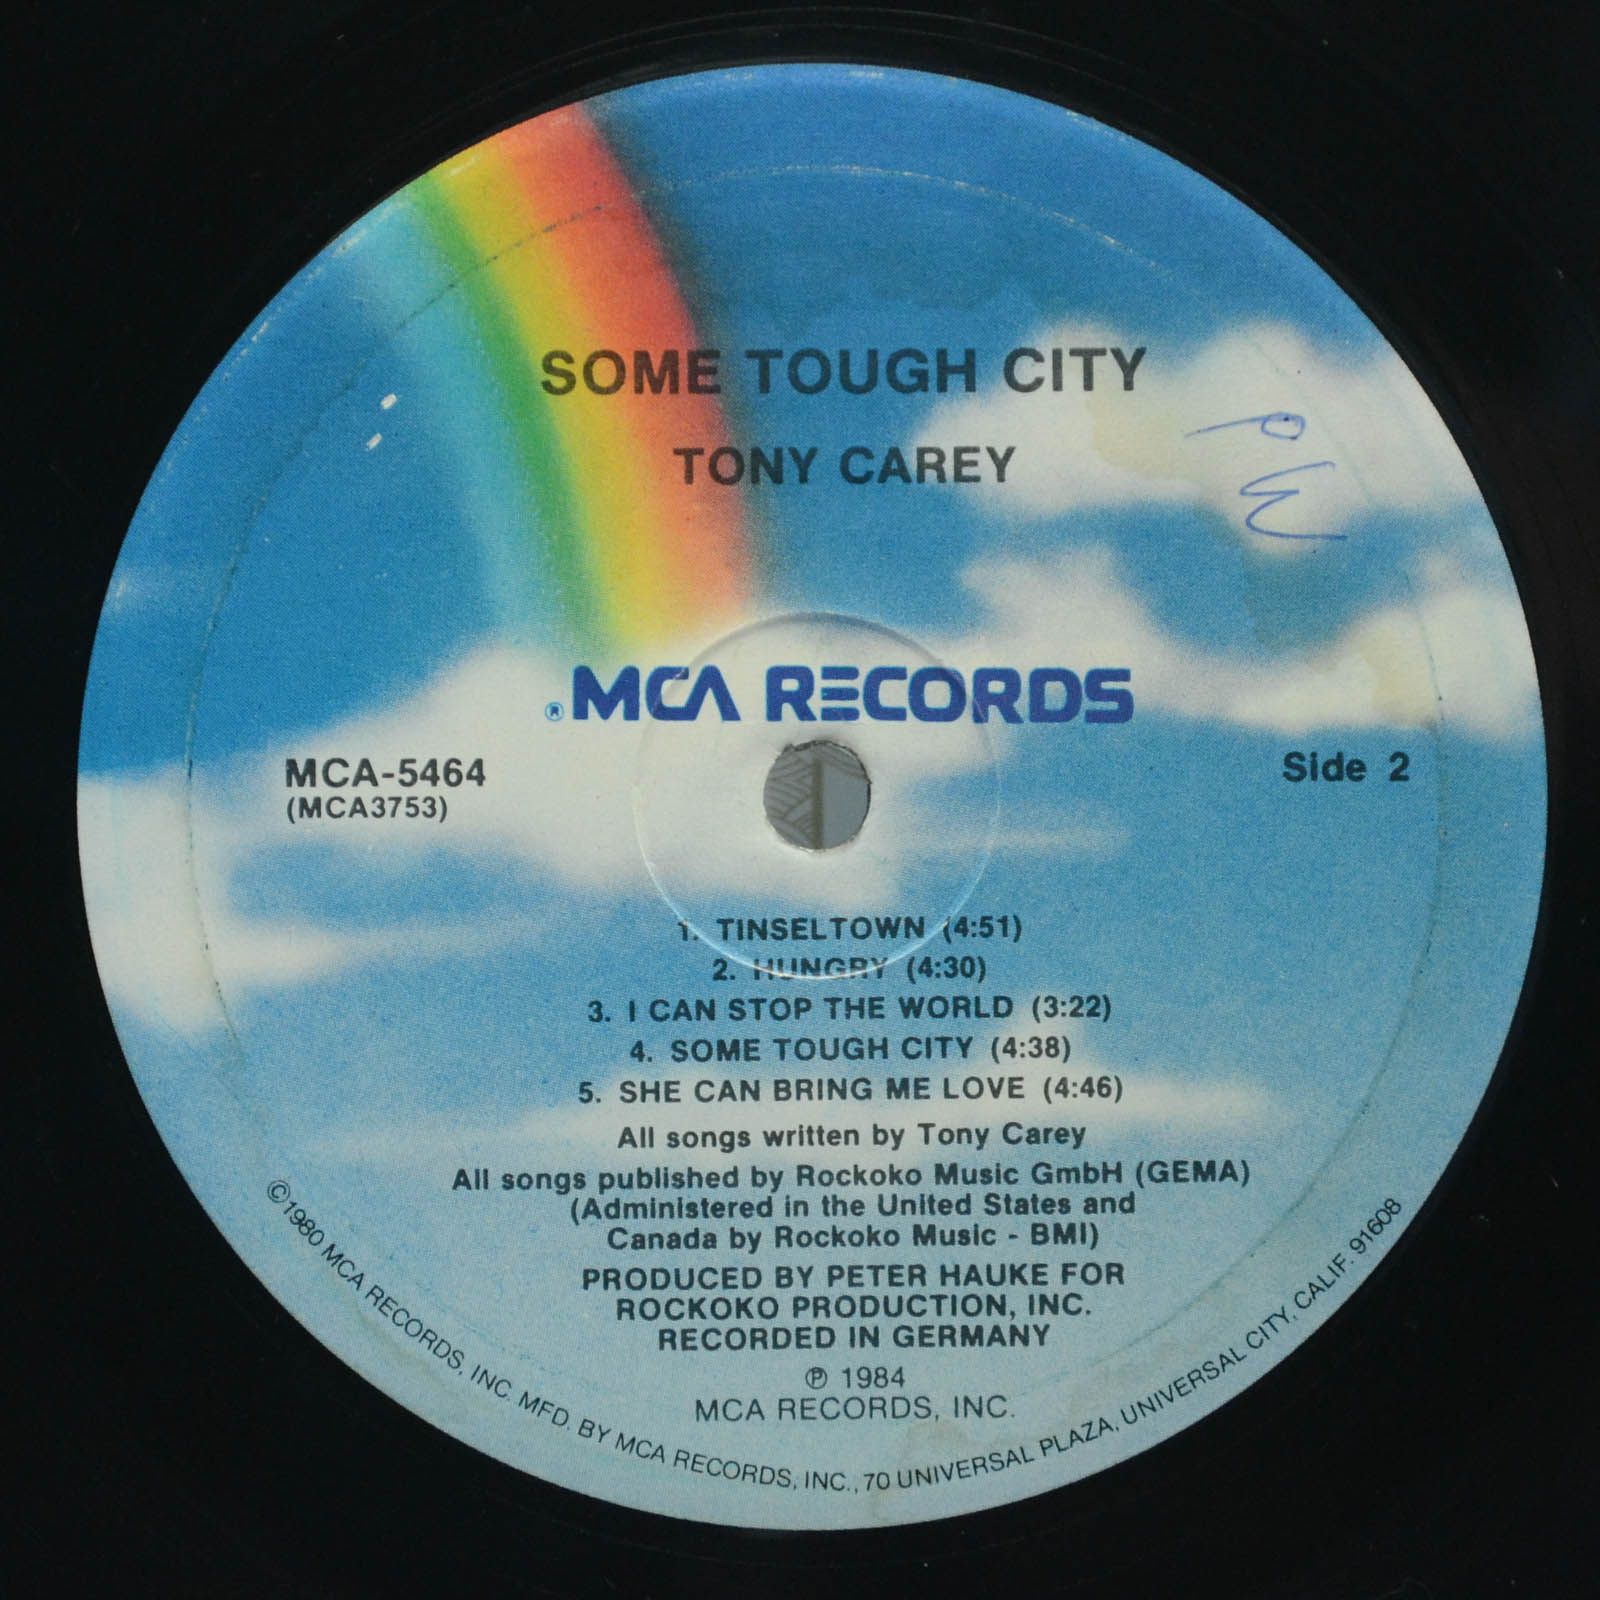 SOME TOUGH CITY
TONY CAREY
PW
®MCA RECORDS
MCA-5464
(MCA3753)
Side 2
1. TINSELTOWN (4:51)
2. HUNGRY (4:30)
3. I CAN STOP THE WORLD (3:22)
4. SOME TOUGH CITY (4:38)
5. SHE CAN BRING ME LOVE (4:46)
All songs written by Tony Carey
All songs published by Rockoko Music GmbH (GEMA)
(Administered in the United States and
Canada by Rockoko Music - BMI)
PRODUCED BY PETER HAUKE FOR
ROCKOKO PRODUCTION, INC.
RECORDED IN GERMANY
℗ 1984
MCA RECORDS, INC.
©1980 MCA RECORDS, INC. MFD. BY MCA RECORDS, INC., 70 UNIVERSAL PLAZA, UNIVERSAL CITY, CALIF. 91608